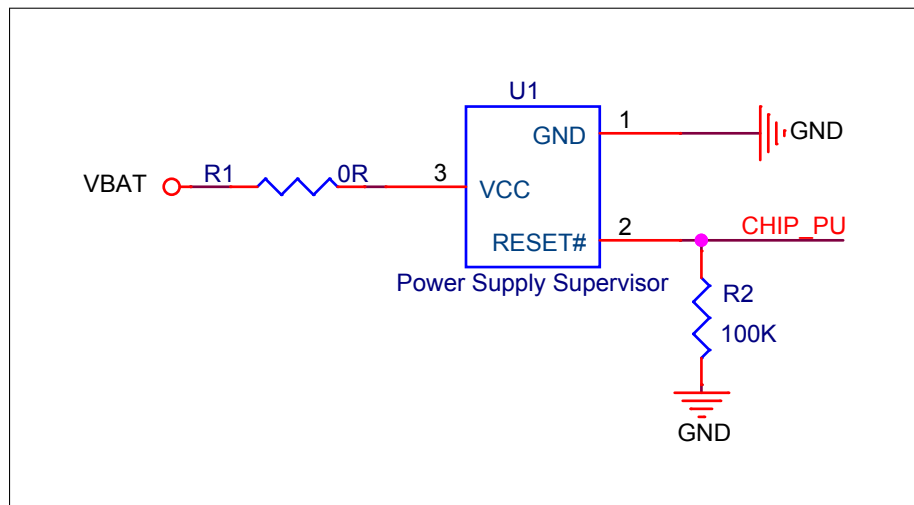 U1
1
GND
GND
VBAT
R1
0R
3
VCC
2
CHIP_PU
RESET#
Power Supply Supervisor
R2
100K
GND